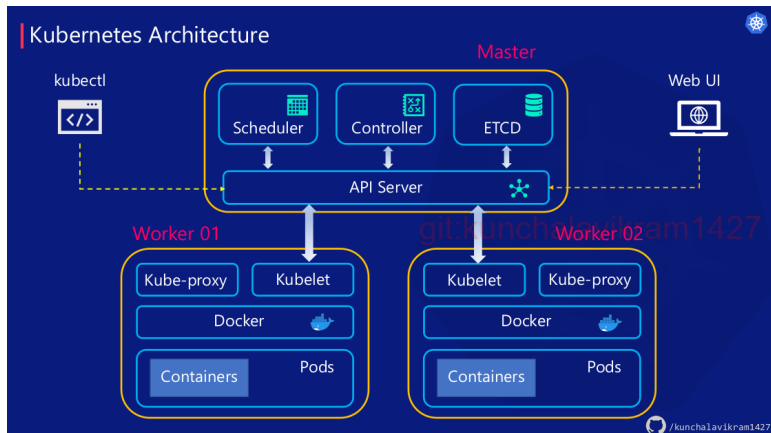 Kubernetes Architecture
Master
kubectl
Web UI
</>
Scheduler
Controller
ETCD
API Server
git:kunchalavikram1427
Worker 01
Worker 02
Kube-proxy
Kubelet
Kubelet
Kube-proxy
Docker
Docker
Pods
Containers
Pods
Containers
/kunchalavikram1427